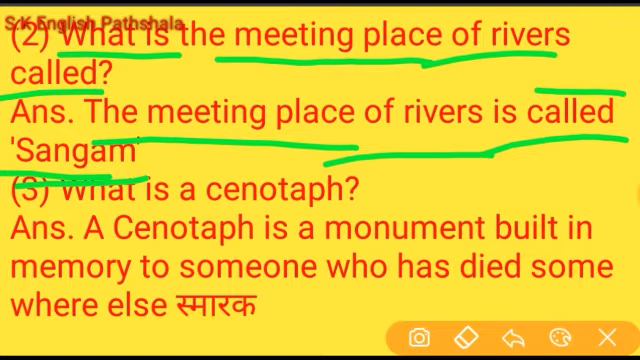 S.K English Pathshala
(2) What is the meeting place of rivers
called?
Ans. The meeting place of rivers is called
'Sangam'
(3) What is a cenotaph?
Ans. A Cenotaph is a monument built in
memory to someone who has died some
where else स्मारक